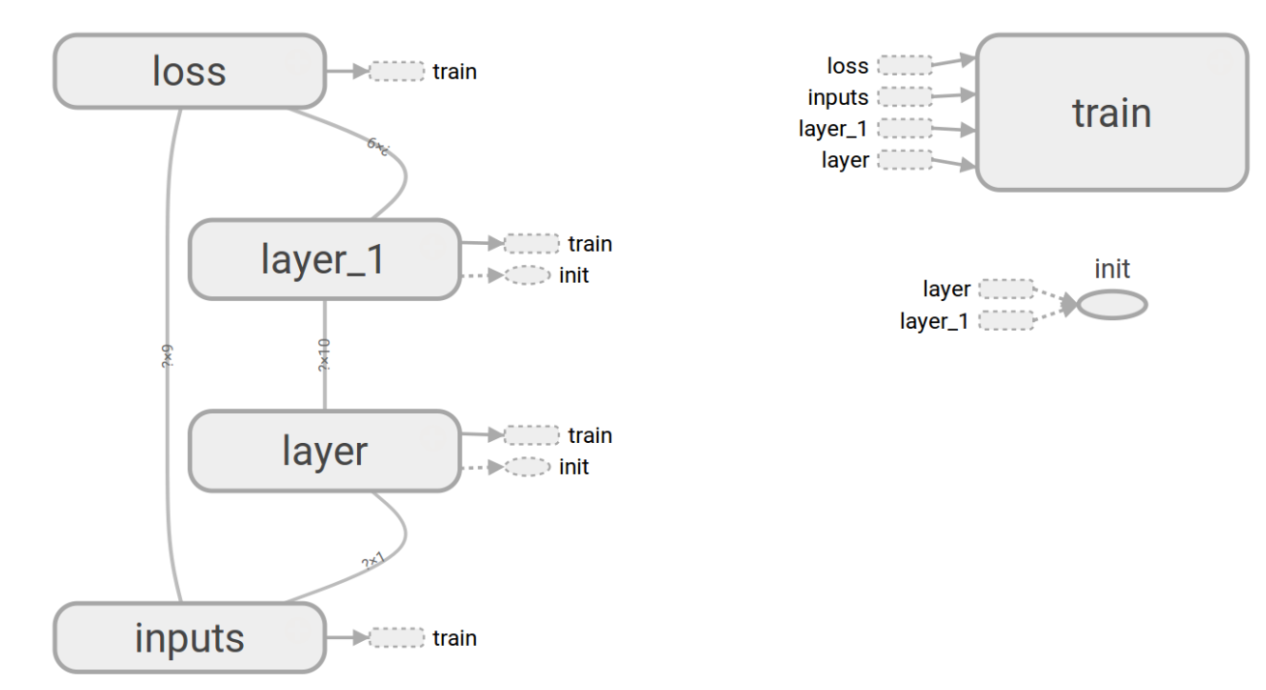 loss
train
?×9
layer_1
train
init
?×9
?×10
layer
train
init
?×1
inputs
train
loss
inputs
layer_1
layer
train
init
layer
layer_1